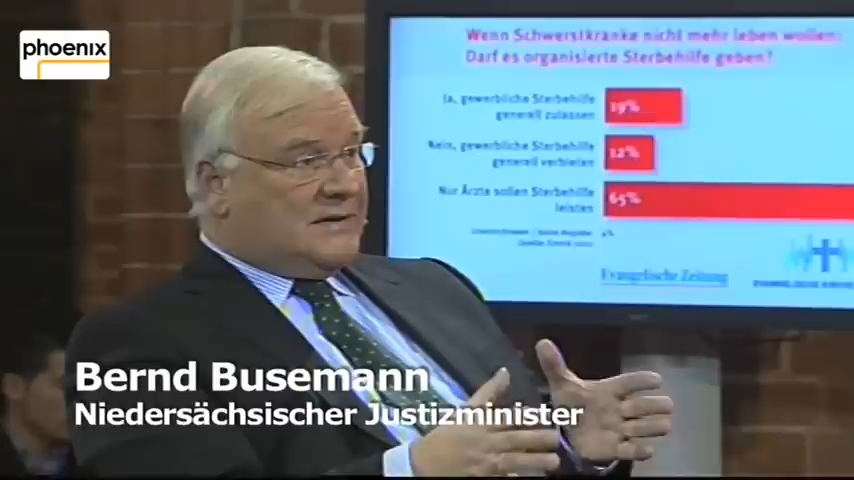 phoenix
Wenn Schwerstkranke nicht mehr leben wollen:
Darf es organisierte Sterbehilfe geben?
Ja, gewerbliche Sterbehilfe
generell zulassen
19%
Nein, gewerbliche Sterbehilfe
generell verbieten
12%
Nur Ärzte sollen Sterbehilfe
leisten
65%
4%
Evangelische Zeitung
Bernd Busemann
Niedersächsischer Justizminister